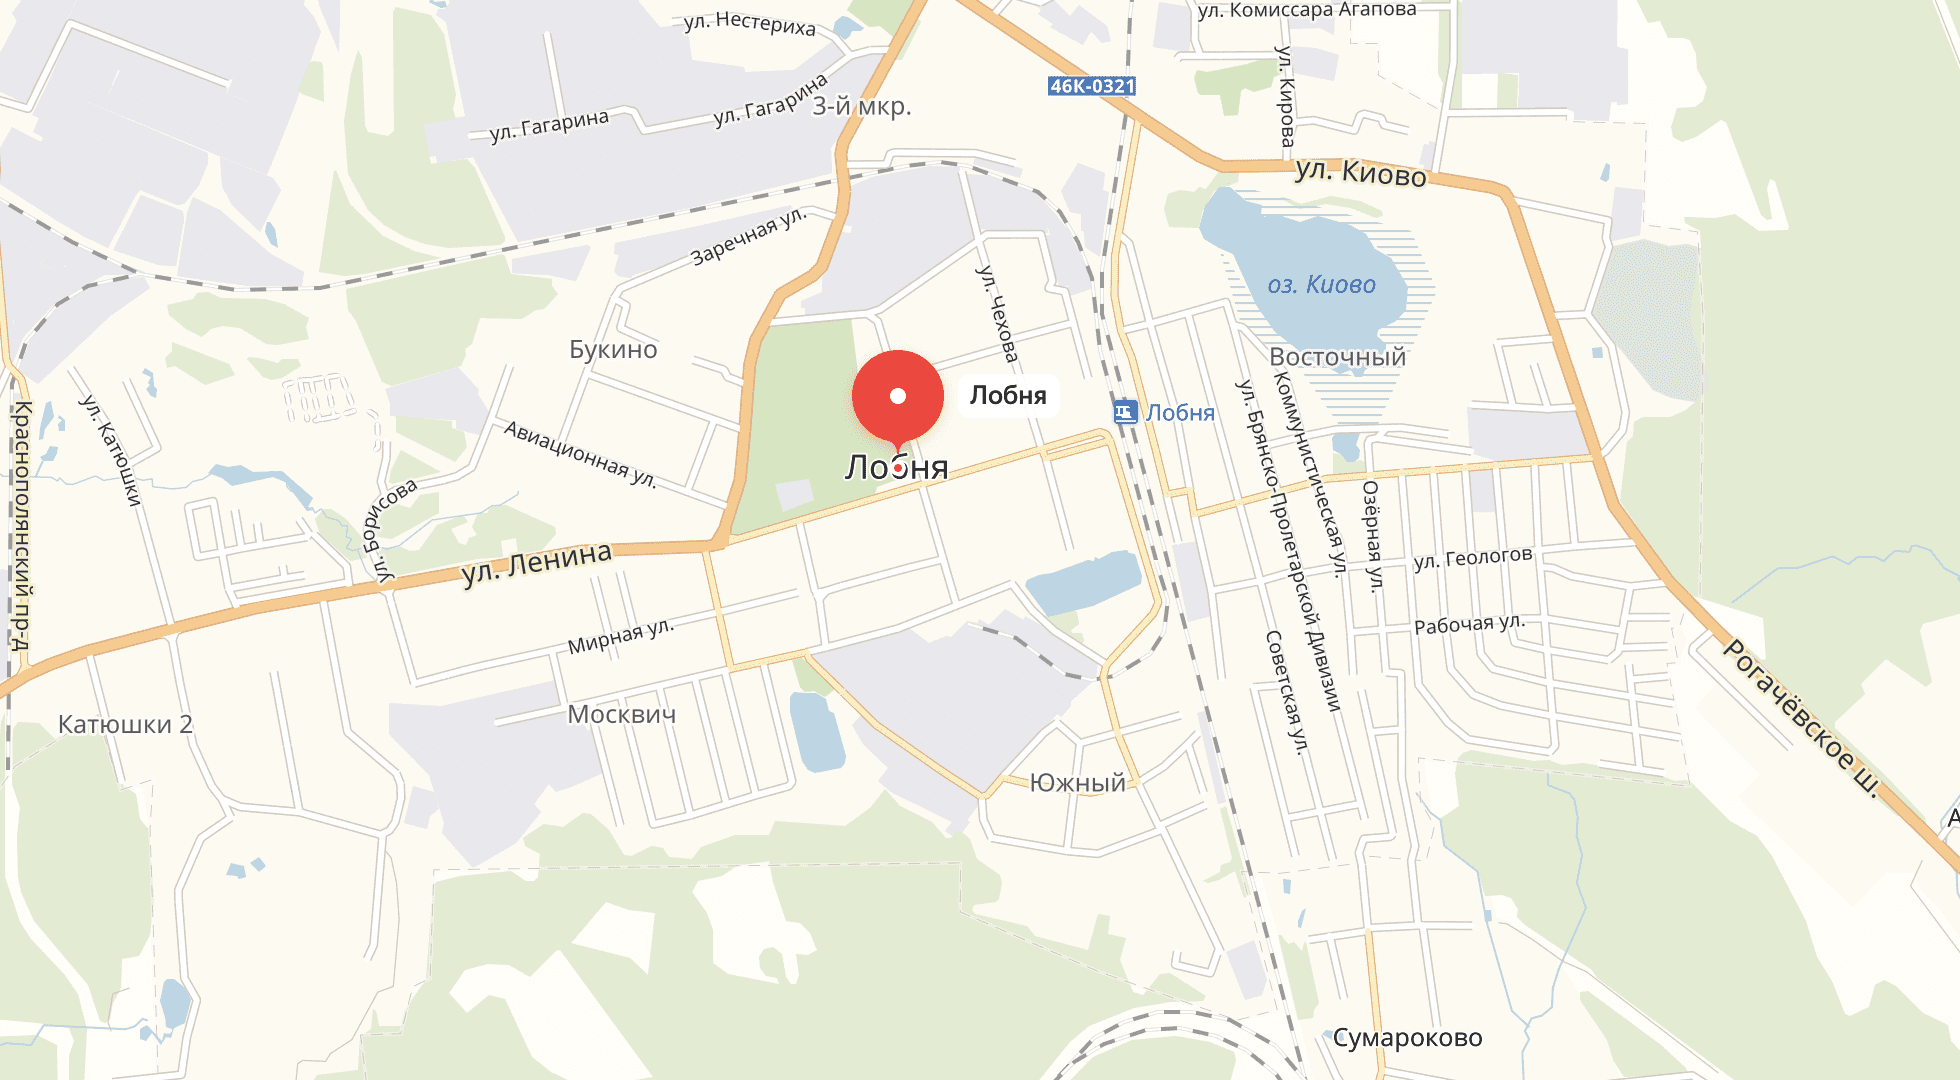 ул. Комиссара Агапова
ул. Нестериха
46К-0321
ул. Гагарина
ул. Гагарина
3-й мкр.
ул. Кирова
ул. Киово
Заречная ул.
ул. Чехова
оз. Киово
Букино
Восточный
Лобня
Лобня
Лобня
ул. Катюшки
Краснополянский пр-д
Авиационная ул.
ул. Борисова
ул. Брянско-Пролетарской Дивизии
Коммунистическая ул.
Озёрная ул.
ул. Ленина
ул. Геологов
Мирная ул.
Рабочая ул.
Советская ул.
Рогачёвское ш.
Катюшки 2
Москвич
Южный
Сумароково